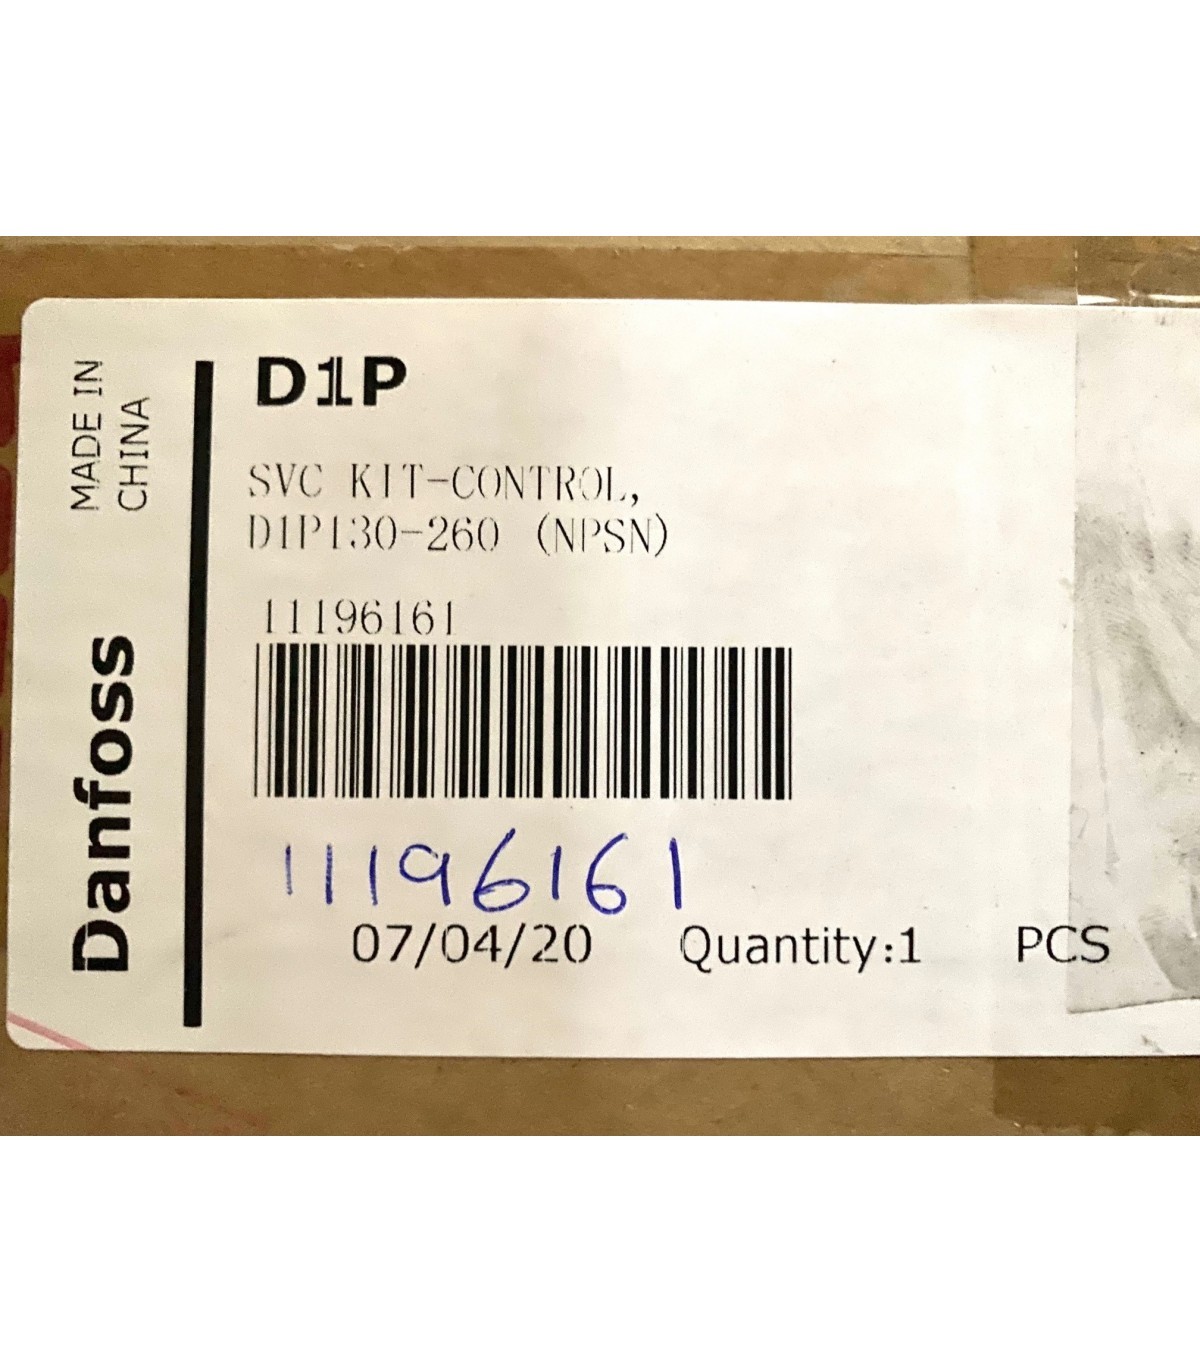 MADE IN
CHINA
Danfoss
D1P
SVC KIT-CONTROL,
D1P130-260 (NPSN)
11196161
11196161
07/04/20 Quantity:1 PCS